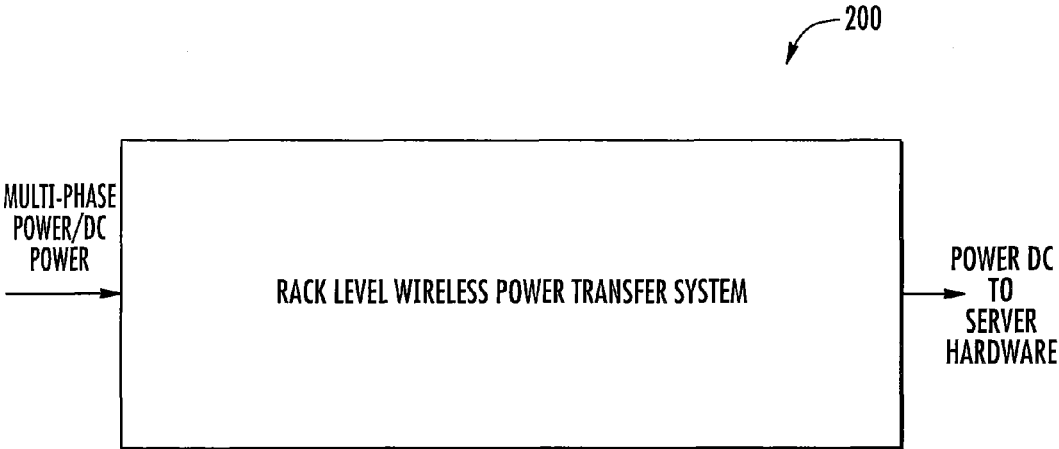 200
MULTI-PHASE
POWER/DC
POWER
RACK LEVEL WIRELESS POWER TRANSFER SYSTEM
POWER DC
TO
SERVER
HARDWARE